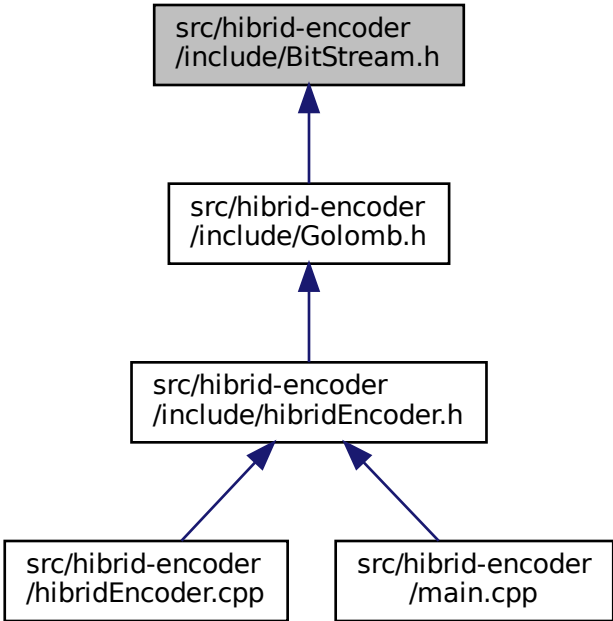 src/hibrid-encoder
/include/BitStream.h
src/hibrid-encoder
/include/Golomb.h
src/hibrid-encoder
/include/hibridEncoder.h
src/hibrid-encoder
/hibridEncoder.cpp
src/hibrid-encoder
/main.cpp